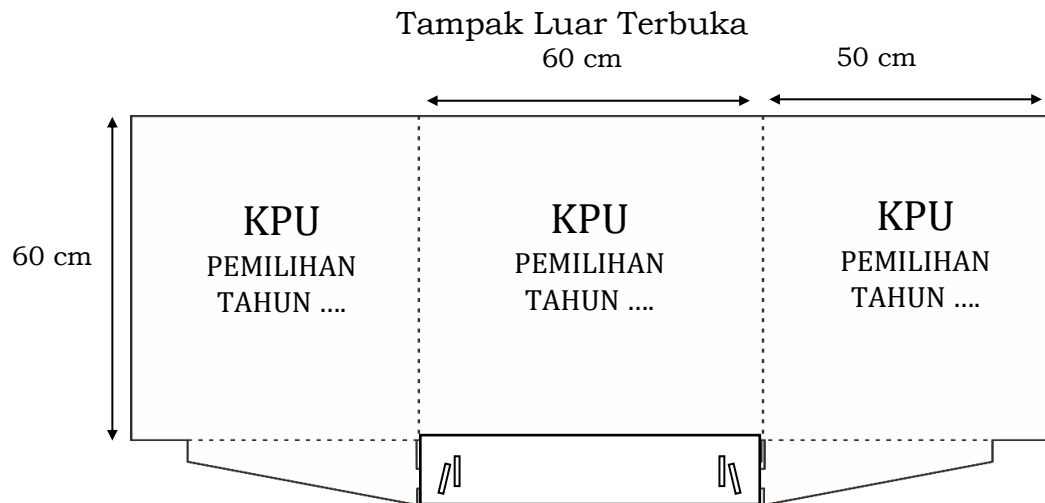 Tampak Luar Terbuka
60 cm
50 cm
60 cm
KPU
PEMILIHAN
TAHUN ....
KPU
PEMILIHAN
TAHUN ....
KPU
PEMILIHAN
TAHUN ....